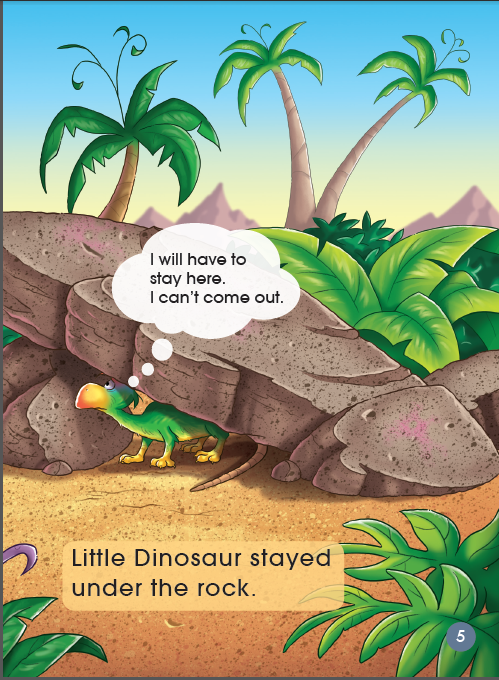 I will have to
stay here.
I can't come out.
Little Dinosaur stayed
under the rock.
5